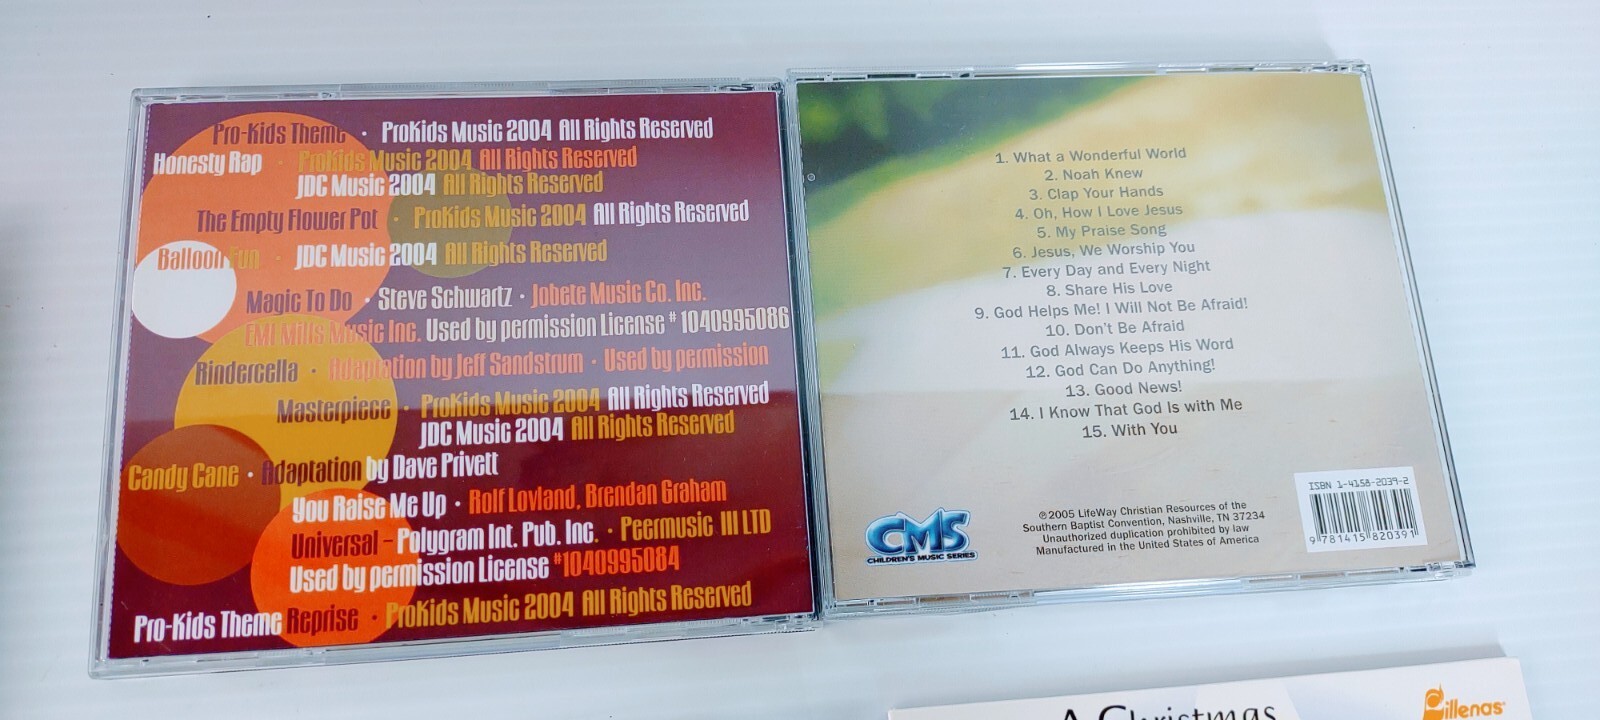 Pro-Kids Theme · ProKids Music 2004 All Rights Reserved
Honesty Rap · ProKids Music 2004 All Rights Reserved
JDC Music 2004 All Rights Reserved
The Empty Flower Pot · ProKids Music 2004 All Rights Reserved
Balloon Fun · JDC Music 2004 All Rights Reserved
Magic To Do · Steve Schwartz · Jobete Music Co. Inc.
EMI Mills Music Inc. Used by permission License # 1040995086
Rindercella · Adaptation by Jeff Sandstrum · Used by permission
Masterpiece · ProKids Music 2004 All Rights Reserved
JDC Music 2004 All Rights Reserved
Candy Cane · Adaptation by Dave Privett
You Raise Me Up · Rolf Lovland, Brendan Graham
Universal - Polygram Int. Pub. Inc. · Peermusic III LTD
Used by permission License #1040995084
Pro-Kids Theme Reprise · ProKids Music 2004 All Rights Reserved
1. What a Wonderful World
2. Noah Knew
3. Clap Your Hands
4. Oh, How I Love Jesus
5. My Praise Song
6. Jesus, We Worship You
7. Every Day and Every Night
8. Share His Love
9. God Helps Me! I Will Not Be Afraid!
10. Don't Be Afraid
11. God Always Keeps His Word
12. God Can Do Anything!
13. Good News!
14. I Know That God Is with Me
15. With You
CMS
CHILDREN'S MUSIC SERIES
℗2005 LifeWay Christian Resources of the
Southern Baptist Convention, Nashville, TN 37234
Unauthorized duplication prohibited by law
Manufactured in the United States of America
ISBN 1-4158-2039-2
9 781415 820391
A Christmas
Lillenas®